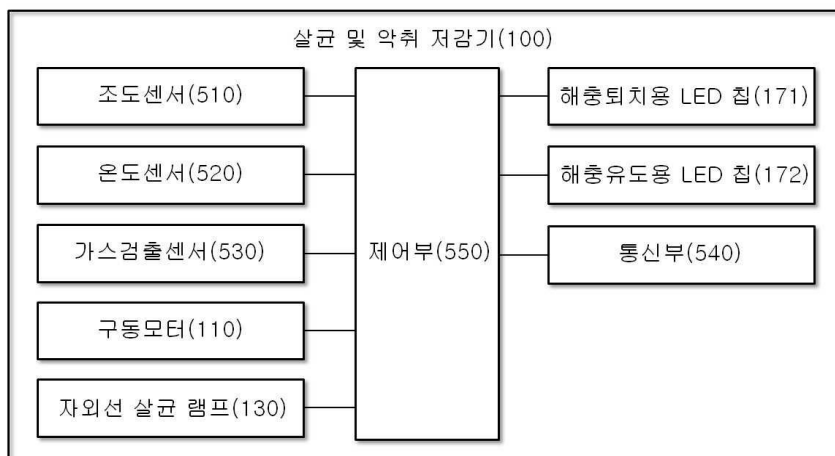 살균 및 악취 저감기(100)
조도센서(510)
온도센서(520)
가스검출센서(530)
구동모터(110)
자외선 살균 램프(130)
제어부(550)
해충퇴치용 LED 칩(171)
해충유도용 LED 칩(172)
통신부(540)